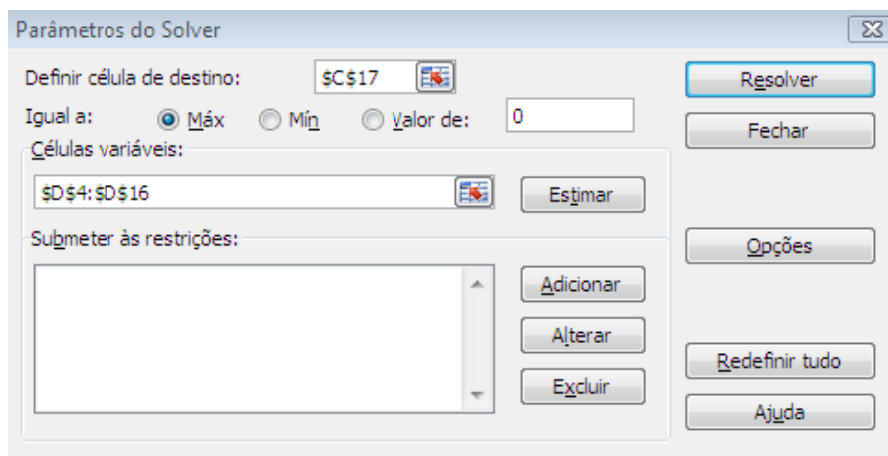 Parâmetros do Solver
Definir célula de destino: $C$17 Resolver
Igual a: Máx Mín Valor de: 0 Fechar
Células variáveis:
$D$4:$D$16 Estimar
Submeter às restrições: Opções
Adicionar
Alterar
Redefinir tudo
Excluir
Ajuda